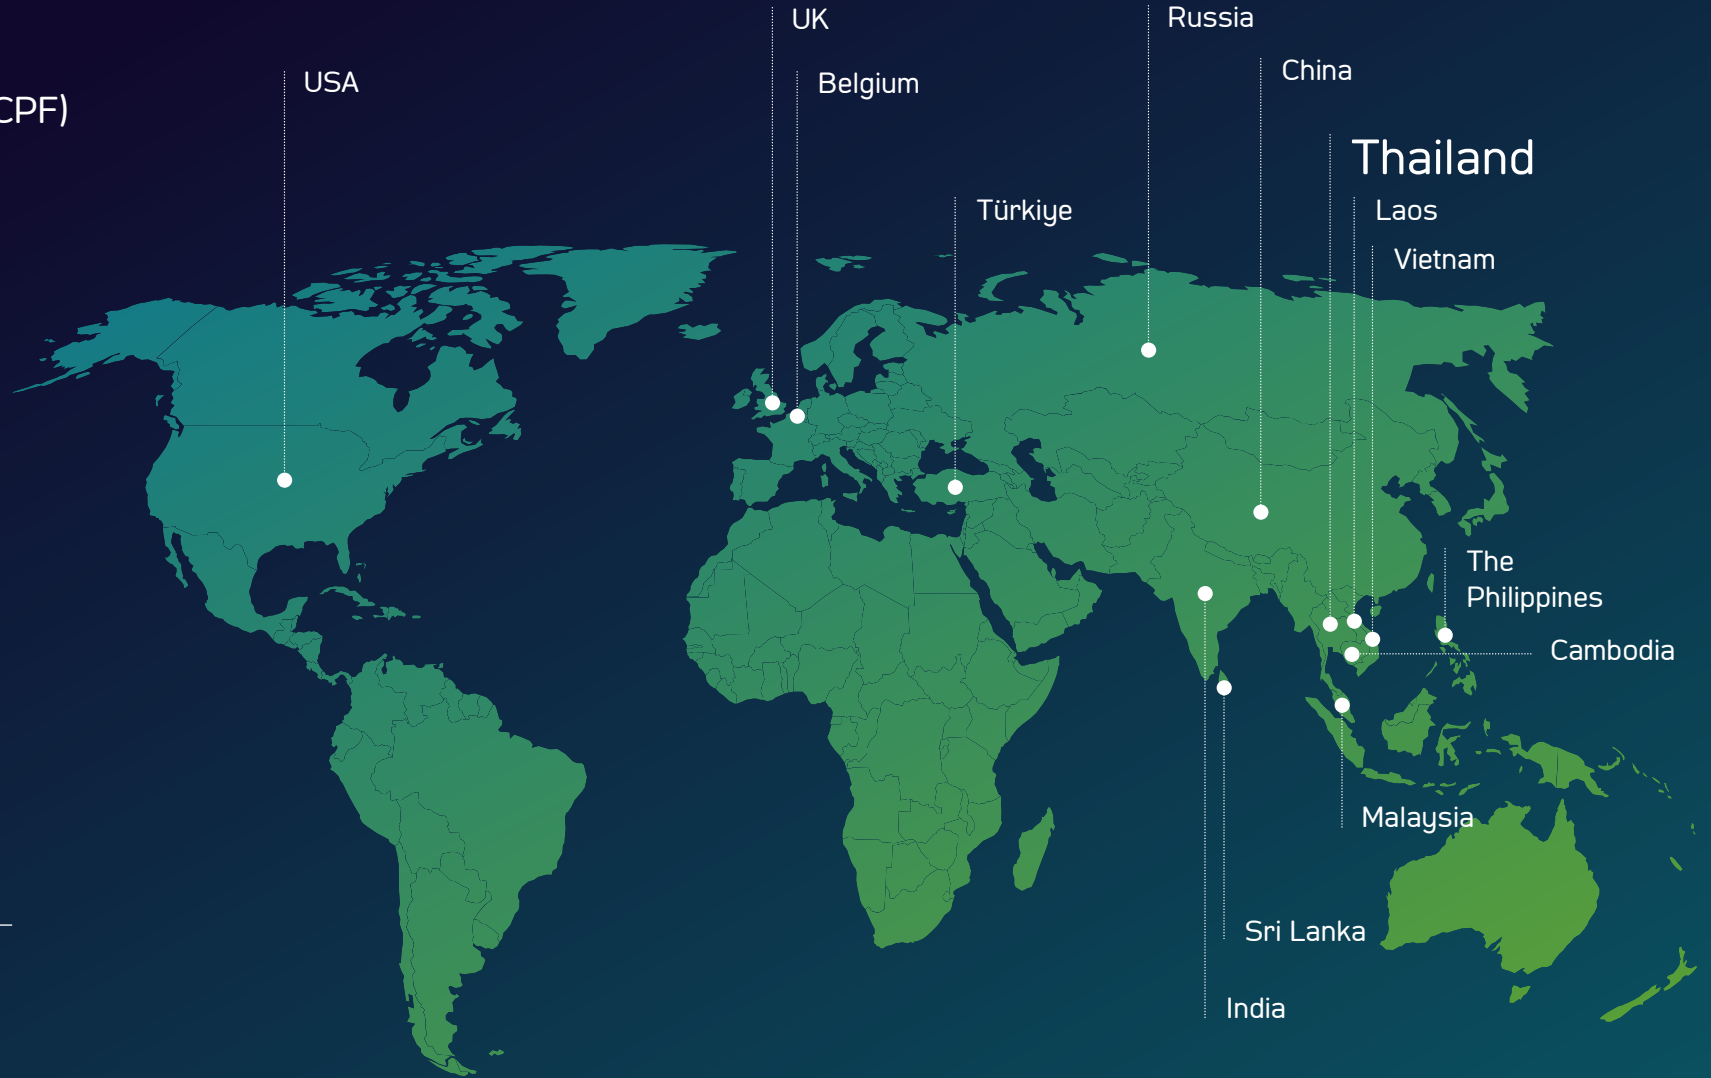 UK
Russia
China
USA
Belgium
CPF)
Thailand
Türkiye
Laos
Vietnam
The
Philippines
Cambodia
Malaysia
Sri Lanka
India